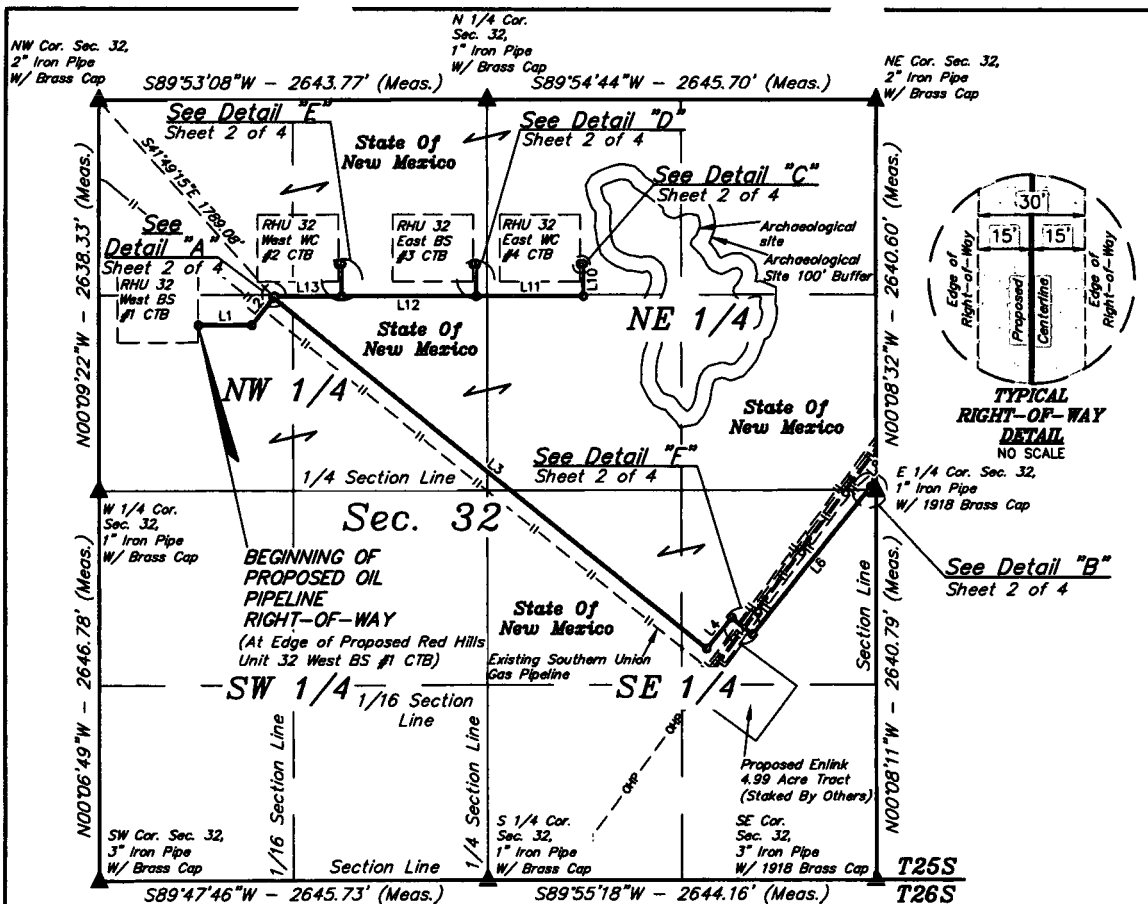 NW Cor. Sec. 32,
2" Iron Pipe
W/ Brass Cap
N 1/4 Cor.
Sec. 32,
1" Iron Pipe
W/ Brass Cap
NE Cor. Sec. 32,
2" Iron Pipe
W/ Brass Cap
S89°53'08"W - 2643.77' (Meas.)
S89°54'44"W - 2645.70' (Meas.)
See Detail "E"
Sheet 2 of 4
State Of
New Mexico
See Detail "D"
Sheet 2 of 4
See Detail "C"
Sheet 2 of 4
S41°49'15"E 1789.08'
See
Detail "A"
Sheet 2 of 4
RHU 32
West BS
#1 CTB
RHU 32
West WC
#2 CTB
RHU 32
East BS
#3 CTB
RHU 32
East WC
#4 CTB
Archaeological
site
Archaeological
Site 100' Buffer
L1
L2
L13
L12
L11
L10
N00°09'22"W - 2638.33' (Meas.)
N00°08'32"W - 2640.60' (Meas.)
State Of
New Mexico
NE 1/4
NW 1/4
State Of
New Mexico
30'
15'
15'
Edge of
Right-of-Way
Proposed
Centerline
Edge of
Right-of-Way
TYPICAL
RIGHT-OF-WAY
DETAIL
NO SCALE
See Detail "F"
Sheet 2 of 4
L3
1/4 Section Line
E 1/4 Cor. Sec. 32,
1" Iron Pipe
W/ 1918 Brass Cap
W 1/4 Cor.
Sec. 32,
1" Iron Pipe
W/ Brass Cap
Sec. 32
See Detail "B"
Sheet 2 of 4
BEGINNING OF
PROPOSED OIL
PIPELINE
RIGHT-OF-WAY
(At Edge of Proposed Red Hills
Unit 32 West BS #1 CTB)
State Of
New Mexico
L4
L6
Section Line
Existing Southern Union
Gas Pipeline
SW 1/4
1/16 Section
Line
SE 1/4
OHP
OHP
Proposed Enlink
4.99 Acre Tract
(Staked By Others)
N00°06'49"W - 2646.78' (Meas.)
N00°08'11"W - 2640.79' (Meas.)
1/16 Section Line
1/4 Section Line
SW Cor. Sec. 32,
3" Iron Pipe
W/ Brass Cap
Section Line
S 1/4 Cor.
Sec. 32,
1" Iron Pipe
W/ Brass Cap
SE Cor.
Sec. 32,
3" Iron Pipe
W/ 1918 Brass Cap
T25S
T26S
S89°47'46"W - 2645.73' (Meas.)
S89°55'18"W - 2644.16' (Meas.)